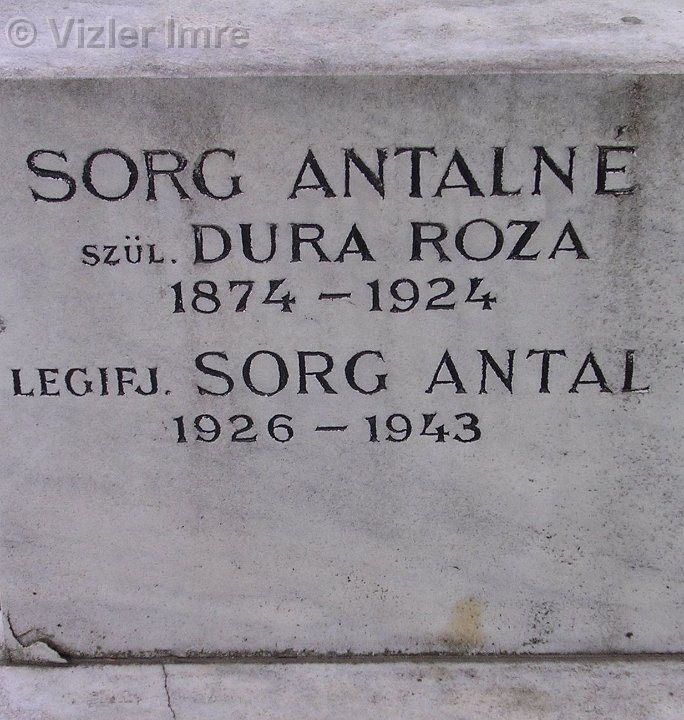 © Vizler Imre
SORG ANTALNÉ
SZÜL. DURA ROZA
1874 – 1924
LEGIFJ. SORG ANTAL
1926 – 1943